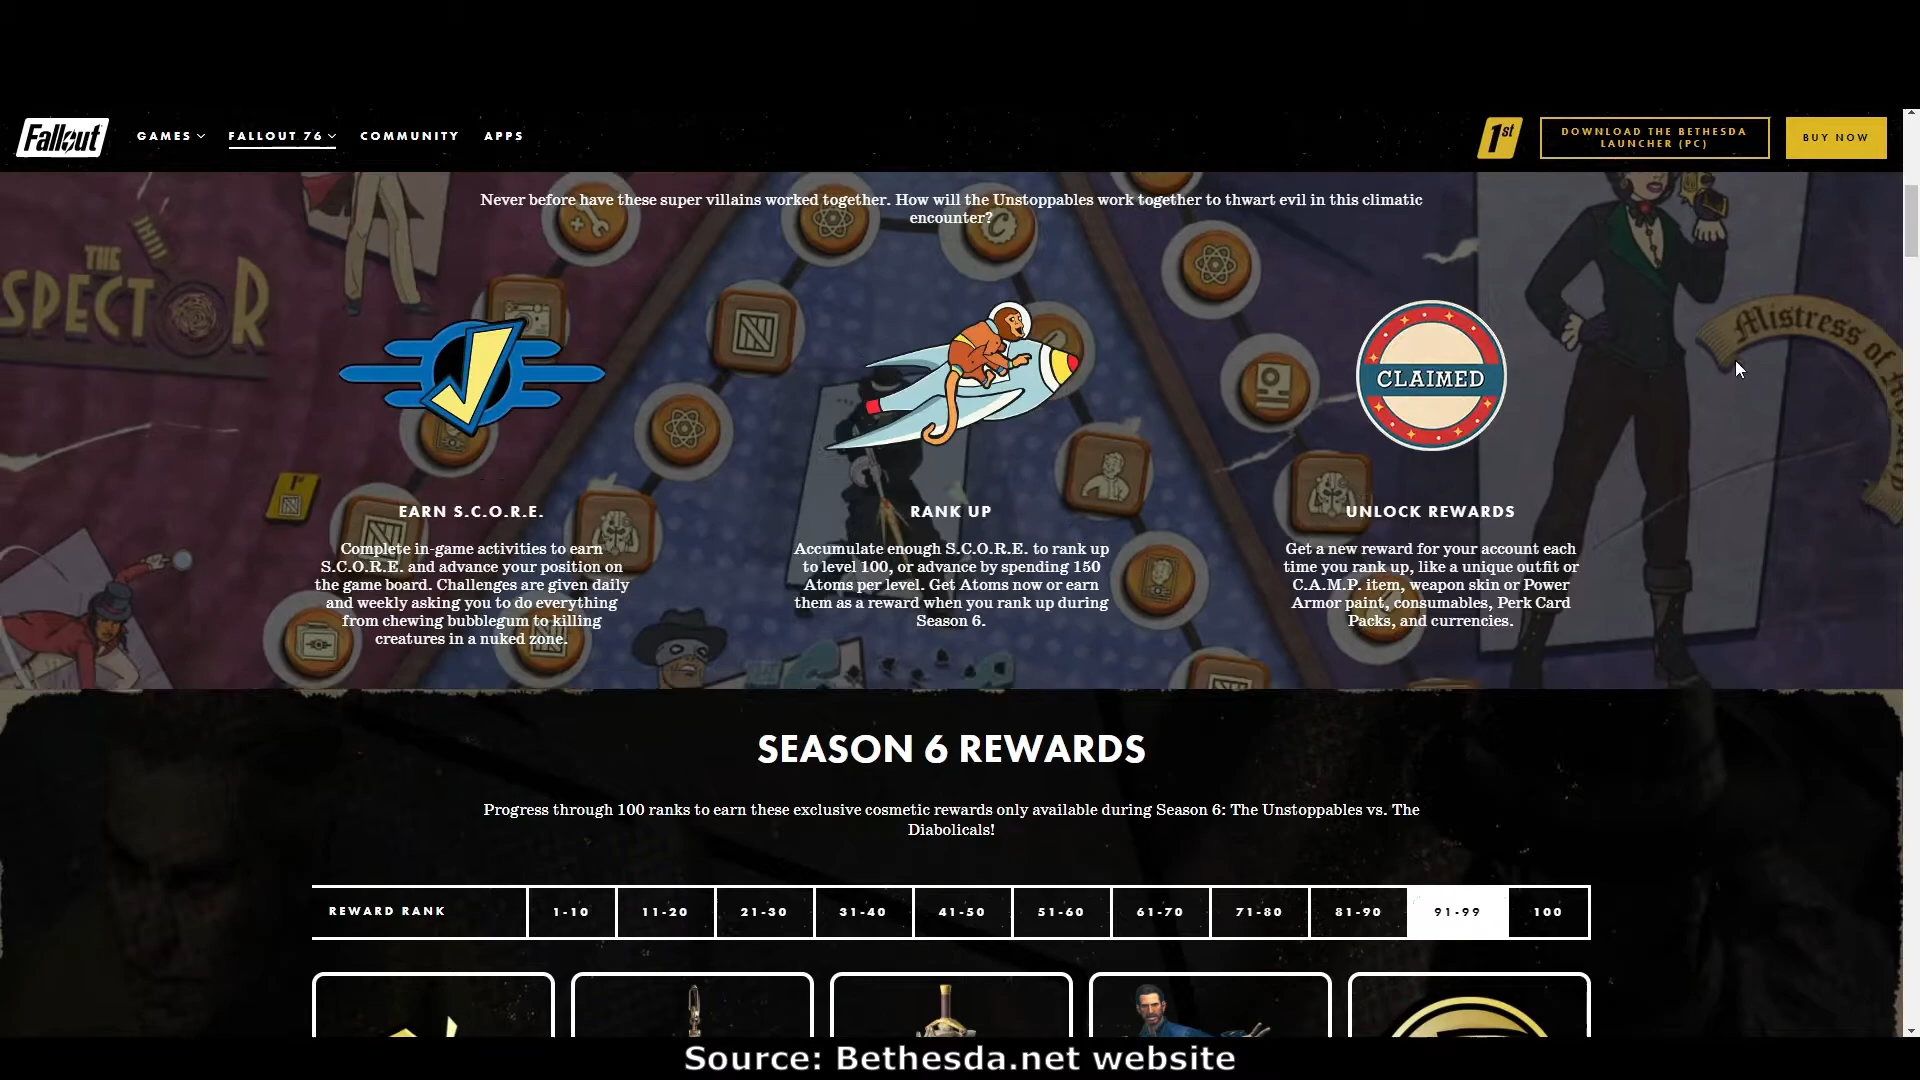 Fallout
GAMES
FALLOUT 76
COMMUNITY
APPS
1st
DOWNLOAD THE BETHESDA
LAUNCHER (PC)
BUY NOW
Never before have these super villains worked together. How will the Unstoppables work together to thwart evil in this climatic
encounter?
THE
SPECTOR
Mistress of
CLAIMED
1st
EARN S.C.O.R.E.
Complete in-game activities to earn
S.C.O.R.E. and advance your position on
the game board. Challenges are given daily
and weekly asking you to do everything
from chewing bubblegum to killing
creatures in a nuked zone.
RANK UP
Accumulate enough S.C.O.R.E. to rank up
to level 100, or advance by spending 150
Atoms per level. Get Atoms now or earn
them as a reward when you rank up during
Season 6.
UNLOCK REWARDS
Get a new reward for your account each
time you rank up, like a unique outfit or
C.A.M.P. item, weapon skin or Power
Armor paint, consumables, Perk Card
Packs, and currencies.
SEASON 6 REWARDS
Progress through 100 ranks to earn these exclusive cosmetic rewards only available during Season 6: The Unstoppables vs. The
Diabolicals!
REWARD RANK
1-10
11-20
21-30
31-40
41-50
51-60
61-70
71-80
81-90
91-99
100
Source: Bethesda.net website